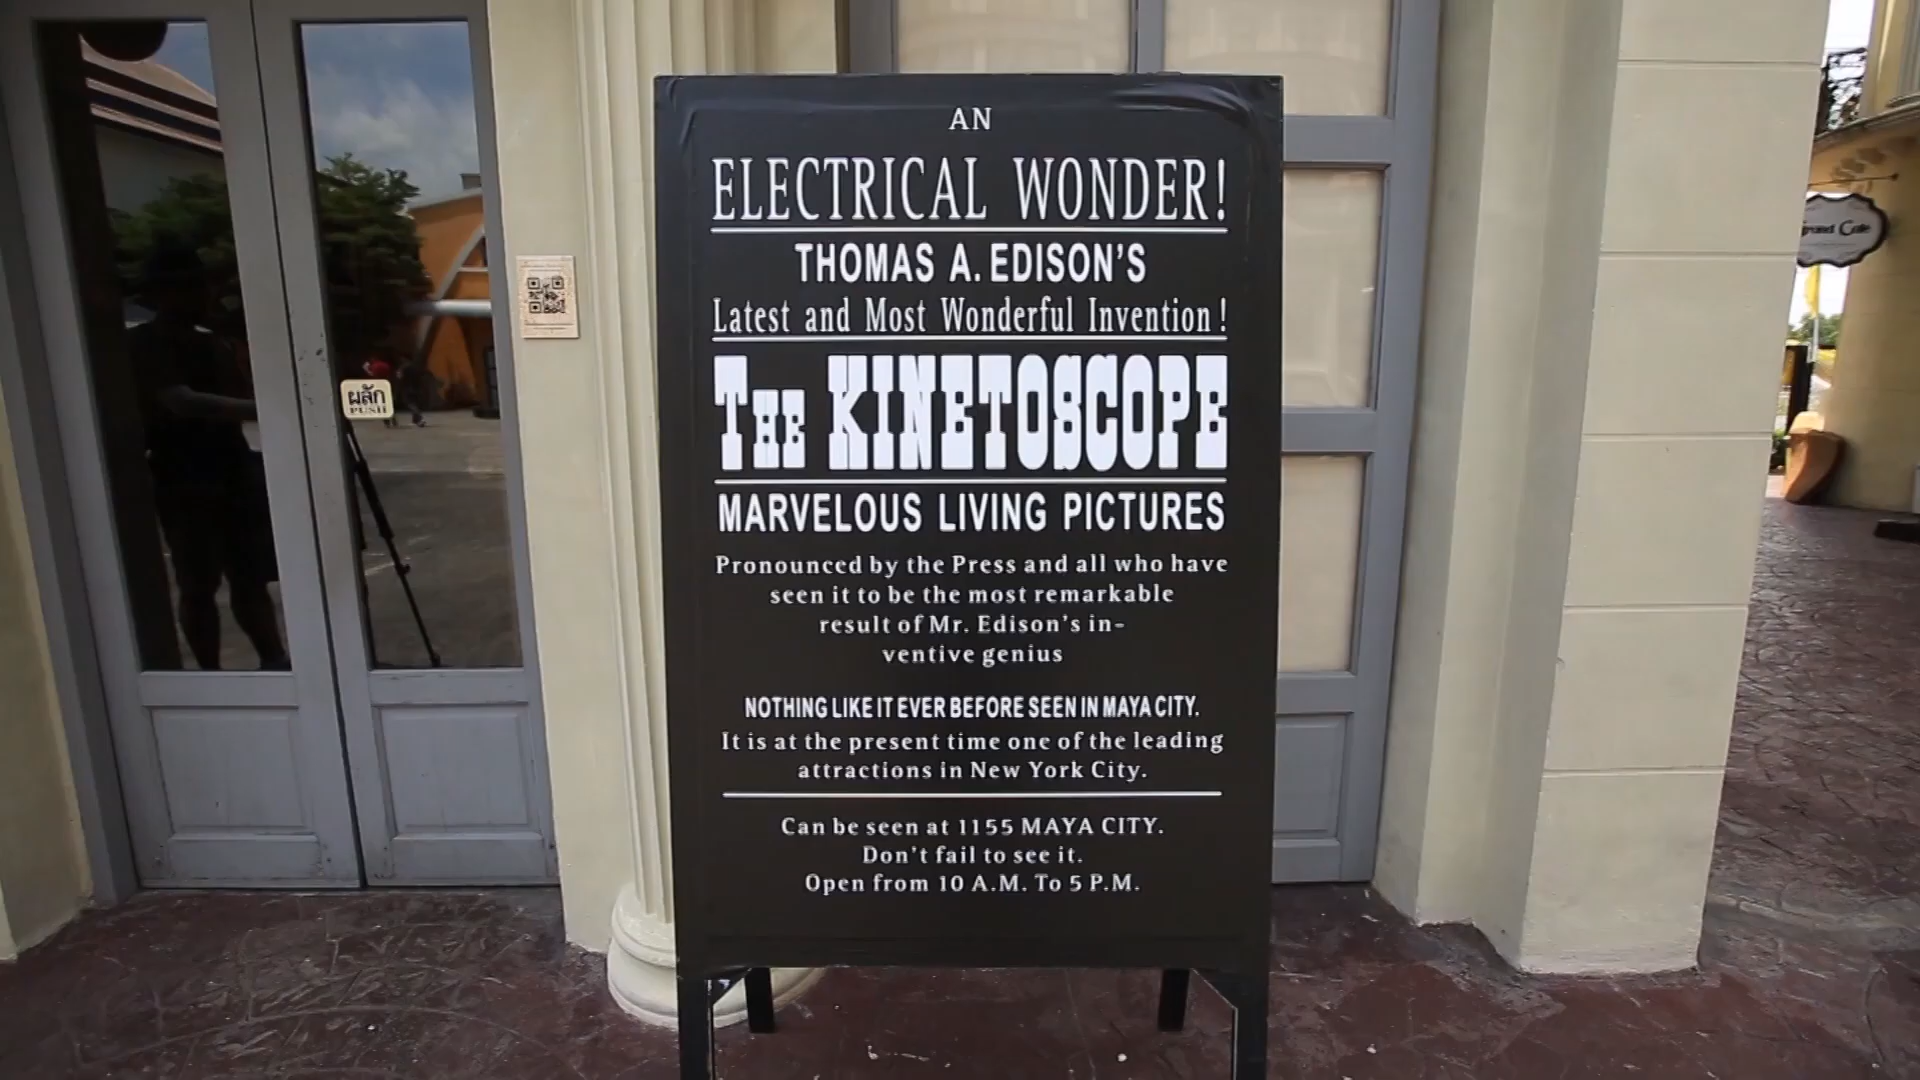 AN
ELECTRICAL WONDER!
THOMAS A. EDISON'S
Latest and Most Wonderful Invention!
THE KINETOSCOPE
MARVELOUS LIVING PICTURES
Pronounced by the Press and all who have
seen it to be the most remarkable
result of Mr. Edison's in-
ventive genius
NOTHING LIKE IT EVER BEFORE SEEN IN MAYA CITY.
It is at the present time one of the leading
attractions in New York City.
Can be seen at 1155 MAYA CITY.
Don't fail to see it.
Open from 10 A.M. To 5 P.M.
ผลัก
PUSH